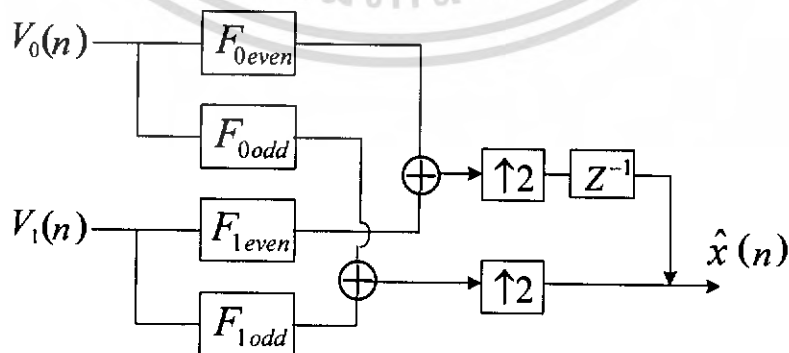 V₀(n)
F₀even
F₀odd
↑2
Z⁻¹
V₁(n)
F₁even
F₁odd
↑2
x̂(n)